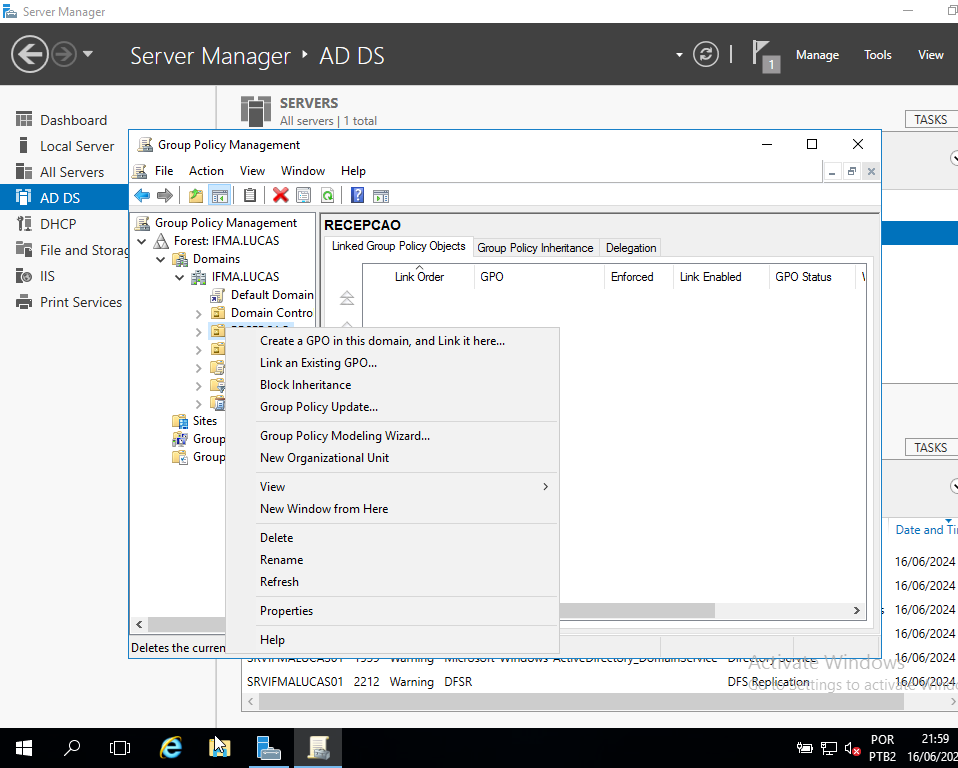 Server Manager
Server Manager • AD DS
1
Manage
Tools
View
Dashboard
Local Server
All Servers
AD DS
DHCP
File and Storag
IIS
Print Services
SERVERS
All servers | 1 total
TASKS
Group Policy Management
File Action View Window Help
Group Policy Management
Forest: IFMA.LUCAS
Domains
IFMA.LUCAS
Default Domain
Domain Contro
Sites
Group
Group
RECEPCAO
Linked Group Policy Objects
Group Policy Inheritance
Delegation
Link Order
GPO
Enforced
Link Enabled
GPO Status
Create a GPO in this domain, and Link it here...
Link an Existing GPO...
Block Inheritance
Group Policy Update...
Group Policy Modeling Wizard...
New Organizational Unit
View
New Window from Here
Delete
Rename
Refresh
Properties
Help
Deletes the curren
TASKS
Date and Ti
16/06/2024
16/06/2024
16/06/2024
16/06/2024
16/06/2024
SRVIFMALUCAS01 2212 Warning DFSR DFS Replication 16/06/2024
Activate Windows
Go to Settings to activate Windo
POR
PTB2
21:59
16/06/202